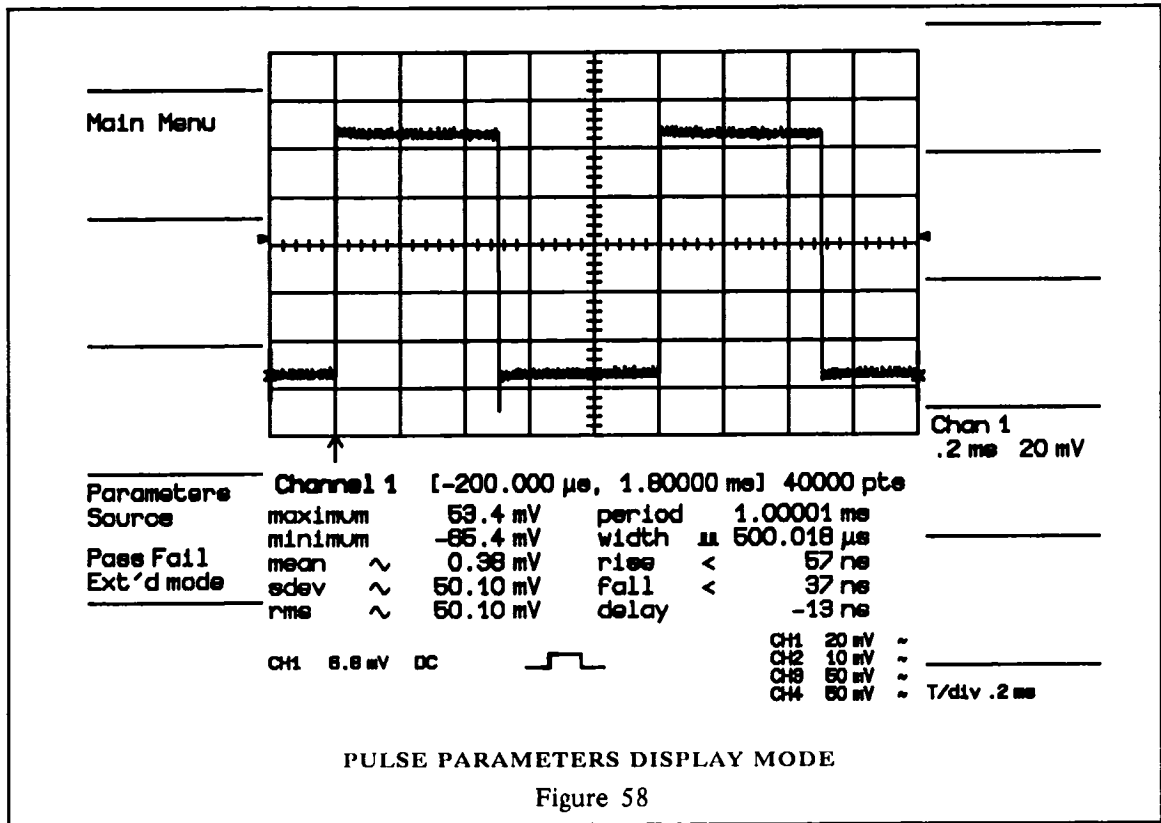 Main Menu
Chan 1
.2 ms 20 mV
Parameters
Source
Pass Fail
Ext'd mode
Channel 1 [-200.000 µs, 1.80000 ms] 40000 pts
maximum 53.4 mV period 1.00001 ms
minimum -65.4 mV width 500.018 µs
mean ~ 0.38 mV rise < 57 ns
sdev ~ 50.10 mV fall < 37 ns
rms ~ 50.10 mV delay -13 ns
CH1 6.8 mV DC
CH1 20 mV ~
CH2 10 mV ~
CH3 50 mV ~
CH4 50 mV ~
T/div .2 ms
PULSE PARAMETERS DISPLAY MODE
Figure 58